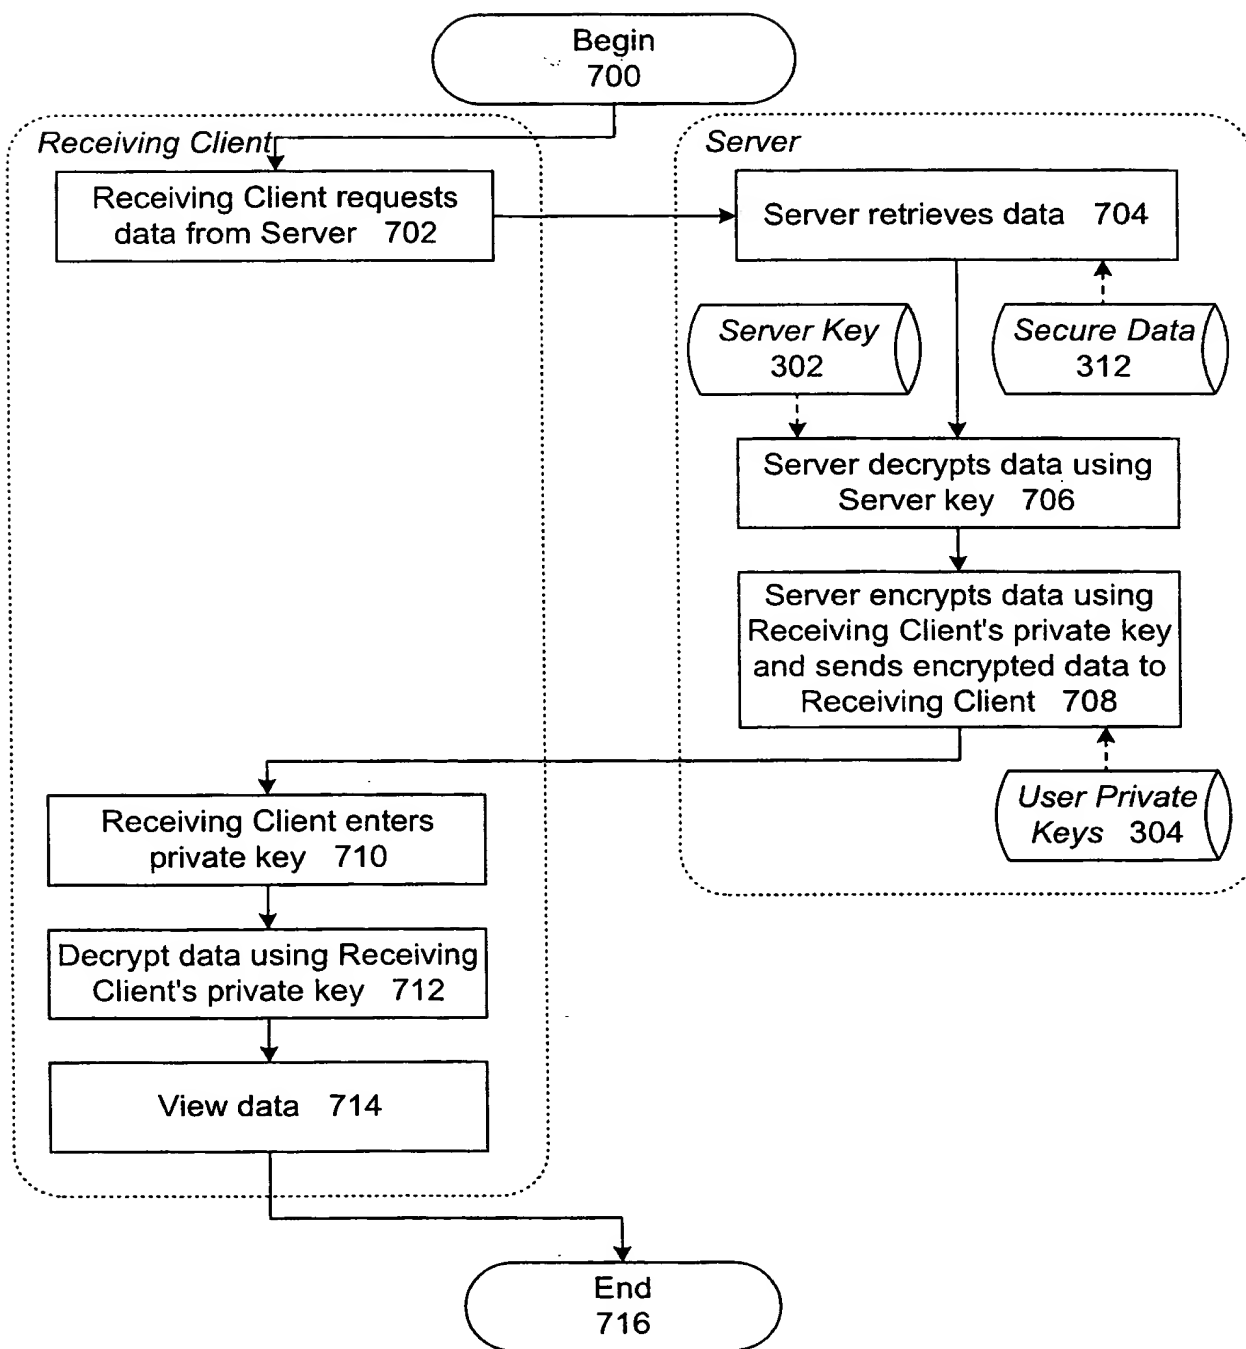 Begin
700
Receiving Client
Server
Receiving Client requests
data from Server 702
Server retrieves data 704
Server Key
302
Secure Data
312
Server decrypts data using
Server key 706
Server encrypts data using
Receiving Client's private key
and sends encrypted data to
Receiving Client 708
User Private
Keys 304
Receiving Client enters
private key 710
Decrypt data using Receiving
Client's private key 712
View data 714
End
716